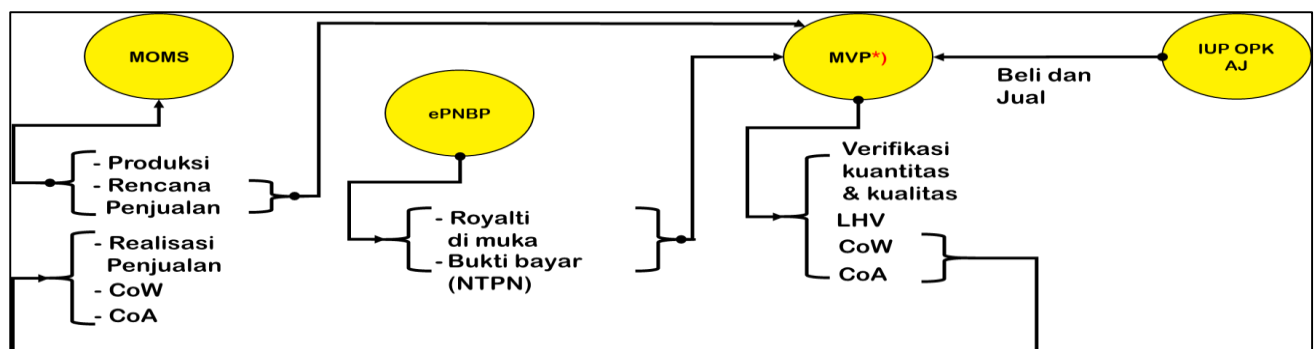 MOMS
- Produksi
- Rencana
Penjualan
- Realisasi
Penjualan
- CoW
- CoA
ePNBP
- Royalti
di muka
- Bukti bayar
(NTPN)
MVP*)
Verifikasi
kuantitas
& kualitas
LHV
CoW
CoA
Beli dan
Jual
IUP OPK
AJ